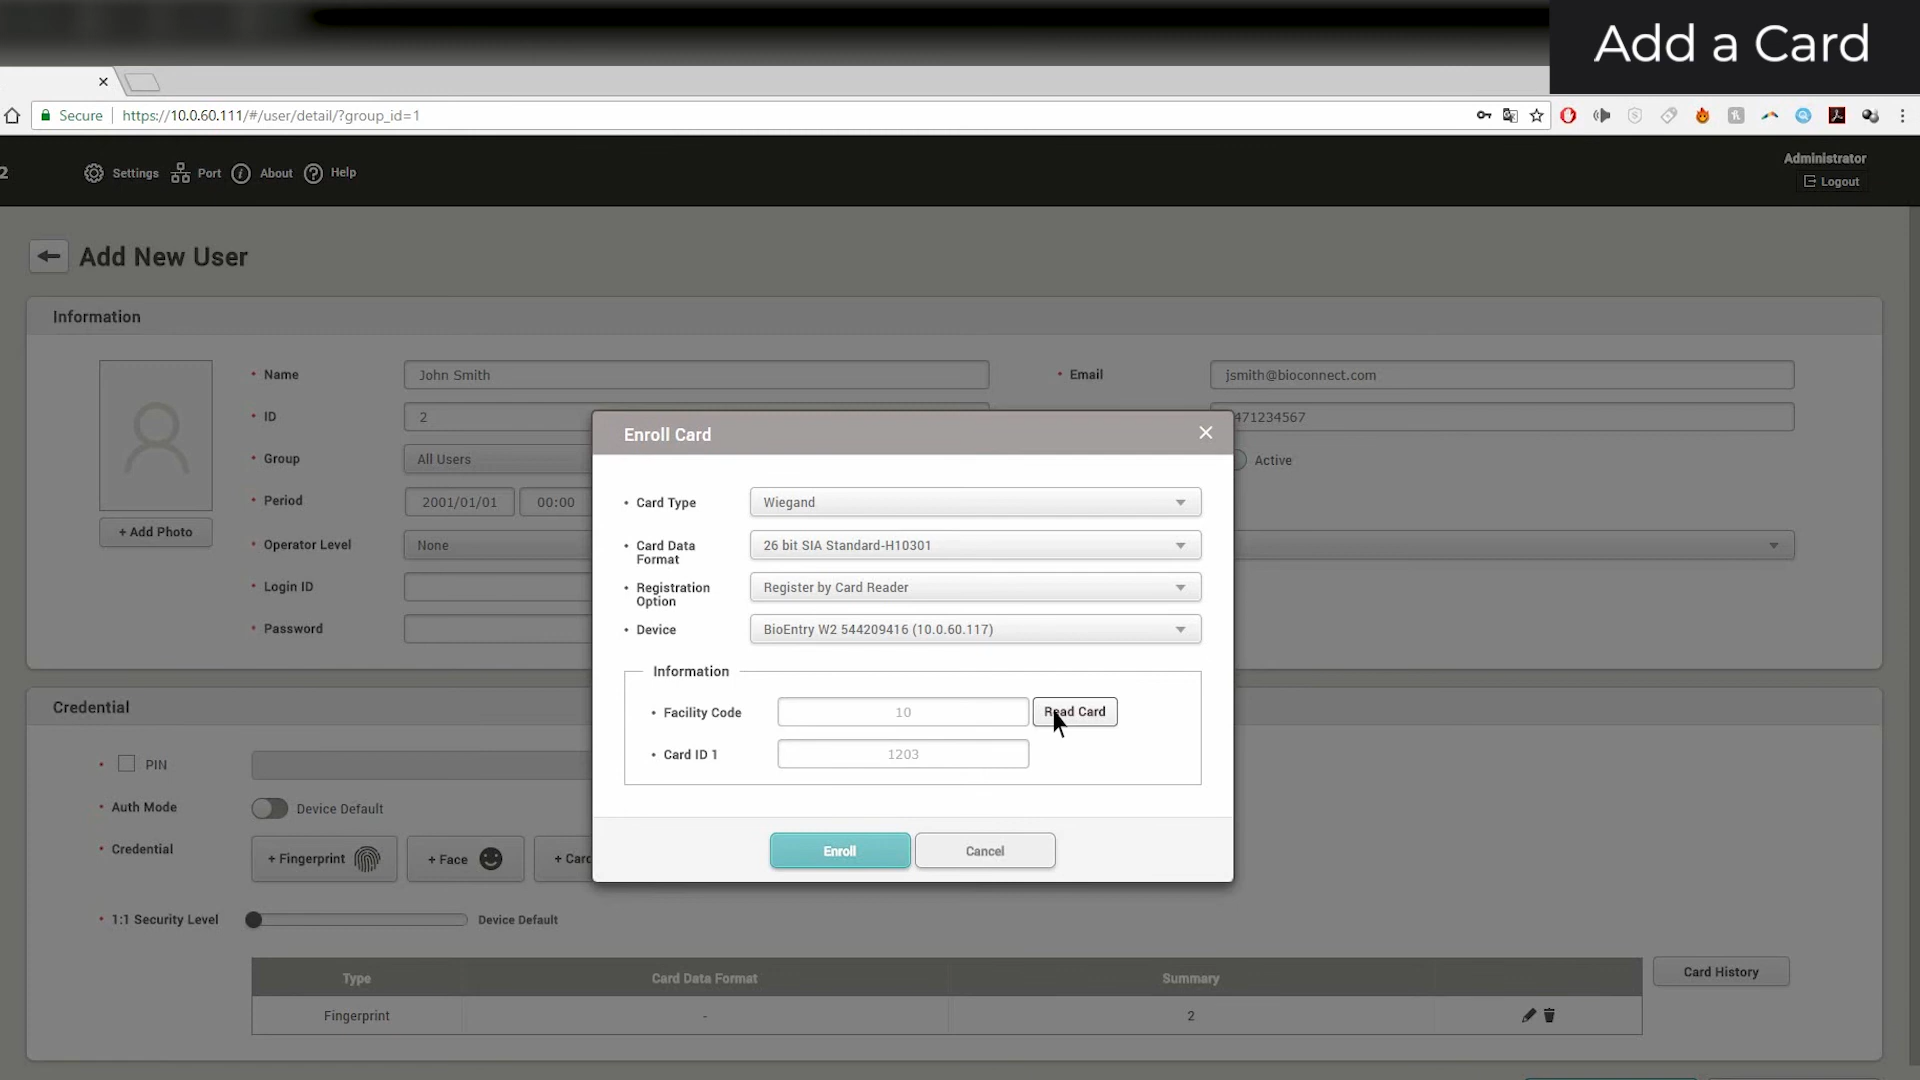 Add a Card
Secure https://10.0.60.111/#/user/detail/?group_id=1
2 Settings Port About Help
Administrator
Logout
Add New User
Information
Name John Smith Email jsmith@bioconnect.com
ID 2 471234567
Group All Users Active
Period 2001/01/01 00:00
+ Add Photo
Operator Level None
Login ID
Password
Enroll Card
Card Type Wiegand
Card Data
Format
26 bit SIA Standard-H10301
Registration
Option
Register by Card Reader
Device BioEntry W2 544209416 (10.0.60.117)
Information
Facility Code 10 Read Card
Card ID 1 1203
Enroll Cancel
Credential
PIN
Auth Mode Device Default
Credential + Fingerprint + Face + Card
1:1 Security Level Device Default
Type Card Data Format Summary
Fingerprint - 2
Card History